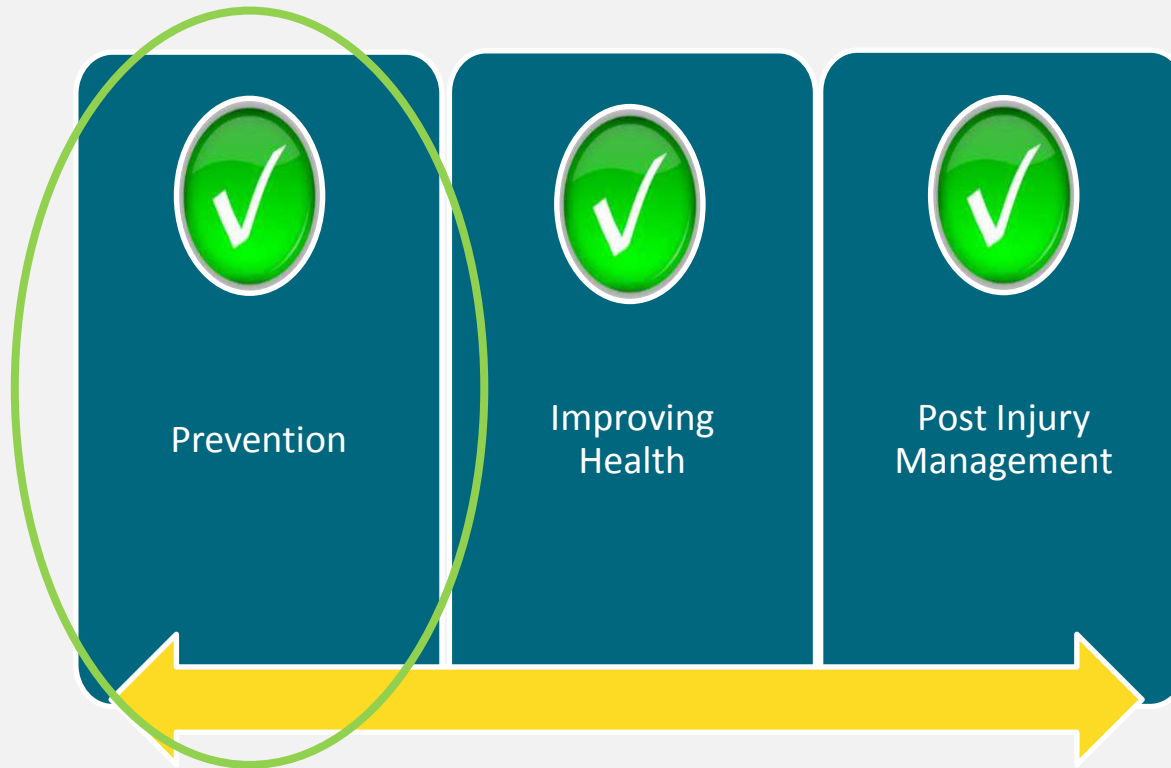 Prevention
Improving
Health
Post Injury
Management